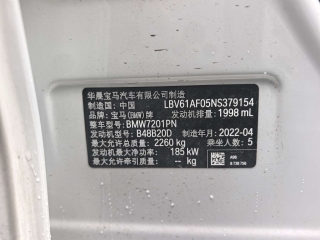 华晨宝马汽车有限公司制造
制造国：中国 LBV61AF05NS379154
品牌：宝马(BMW)牌 发动机排量：1998 mL
整车型号：BMW7201PN
发动机型号：B48B20D 制造年月：2022-04
最大允许总质量：2260 kg 乘坐人数：5
发动机最大净功率：185 kW
最大允许牵引质量：-- kg